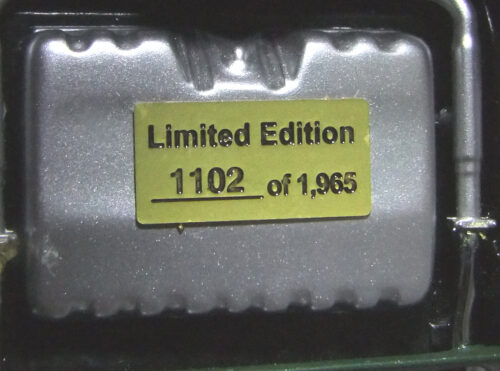 Limited Edition
1102 of 1,965